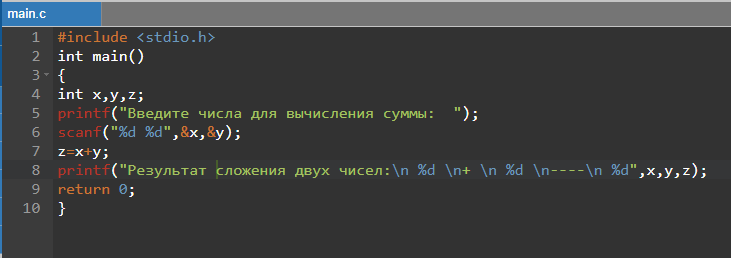 main.c
1 #include <stdio.h>
2 int main()
3 {
4 int x,y,z;
5 printf("Введите числа для вычисления суммы:  ");
6 scanf("%d %d",&x,&y);
7 z=x+y;
8 printf("Результат сложения двух чисел:\n %d \n+ \n %d \n----\n %d",x,y,z);
9 return 0;
10 }